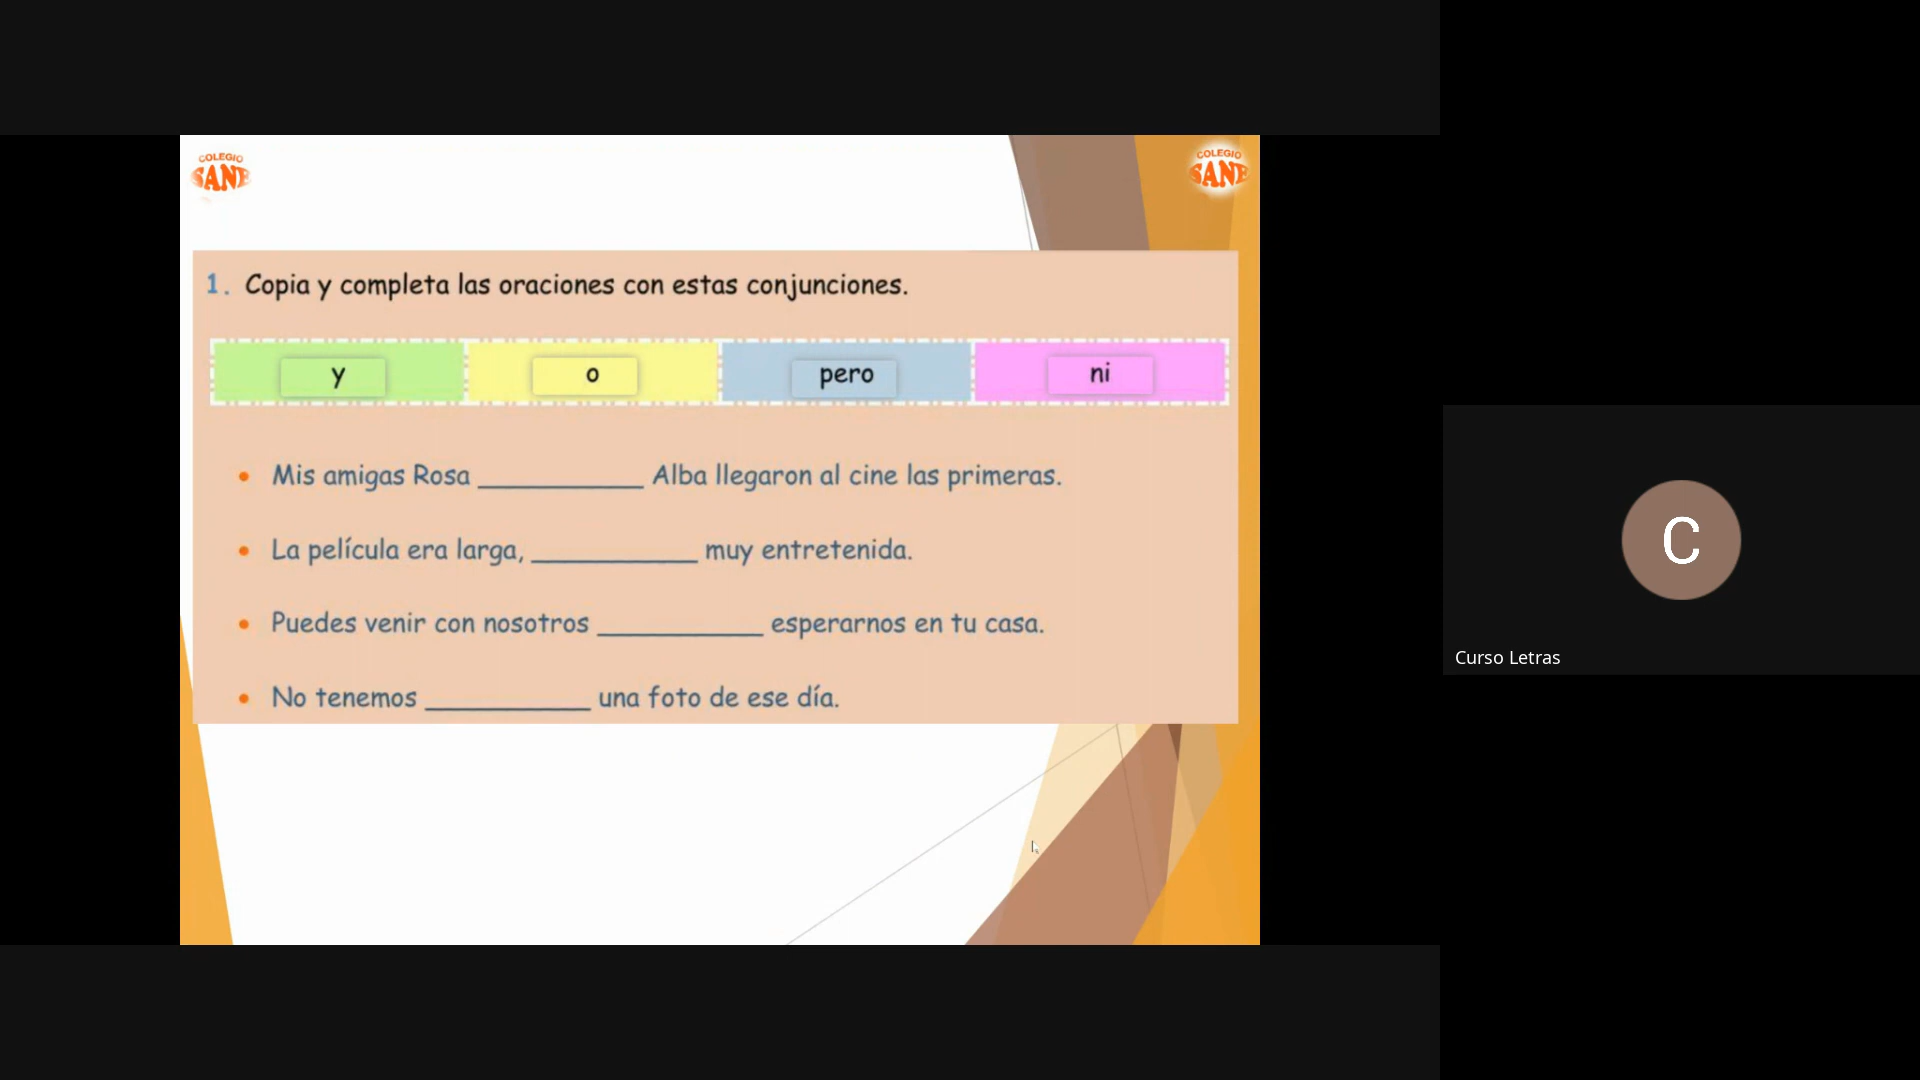 COLEGIO
SANE
COLEGIO
SANE
1. Copia y completa las oraciones con estas conjunciones.
y o pero ni
• Mis amigas Rosa __________ Alba llegaron al cine las primeras.
• La película era larga, __________ muy entretenida.
• Puedes venir con nosotros __________ esperarnos en tu casa.
• No tenemos __________ una foto de ese día.
C
Curso Letras